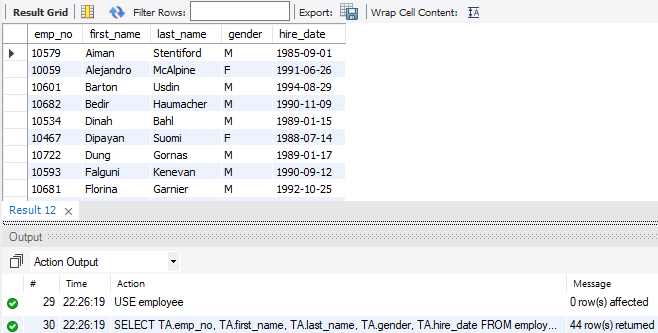 Result Grid Filter Rows: Export: Wrap Cell Content: IA
emp_no first_name last_name gender hire_date
10579 Aiman Stentiford M 1985-09-01
10059 Alejandro McAlpine F 1991-06-26
10601 Barton Usdin M 1994-08-29
10682 Bedir Haumacher M 1990-11-09
10534 Dinah Bahl M 1989-01-15
10467 Dipayan Suomi F 1988-07-14
10722 Dung Gornas M 1989-01-17
10593 Falguni Kenevan M 1990-09-12
10681 Florina Garnier M 1992-10-25
Result 12 ×
Output
Action Output
# Time Action Message
29 22:26:19 USE employee 0 row(s) affected
30 22:26:19 SELECT TA.emp_no, TA.first_name, TA.last_name, TA.gender, TA.hire_date FROM employ... 44 row(s) returned